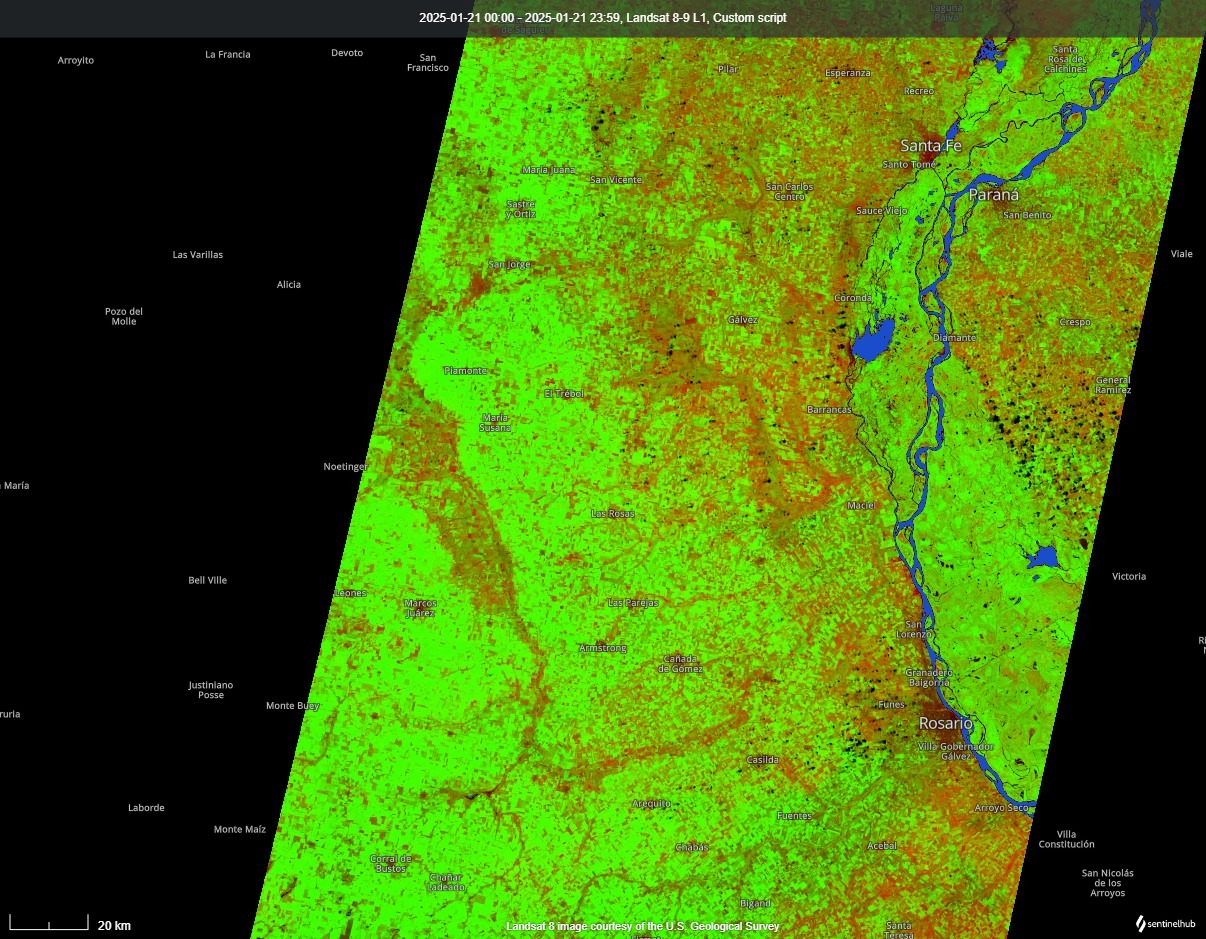 2025-01-21 00:00 - 2025-01-21 23:59, Landsat 8-9 L1, Custom script
Laguna
Paiva
Arroyito
La Francia
Devoto
San
Francisco
Pilar
Esperanza
Santa
Rosa de
Calchines
Recreo
Santa Fe
Santo Tomé
María Juana
San Vicente
San Carlos
Centro
Paraná
Sastre
y Ortiz
Sauce Viejo
San Benito
Las Varillas
Viale
San Jorge
Alicia
Coronda
Pozo del
Molle
Gálvez
Crespo
Diamante
Piamonte
General
Ramírez
El Trébol
María
Susana
Barrancas
Noetinger
María
Maciel
Las Rosas
Bell Ville
Victoria
Leones
Marcos
Juárez
Las Parejas
San
Lorenzo
Armstrong
Cañada
de Gómez
Granadero
Baigorria
Justiniano
Posse
Monte Buey
Funes
ruria
Rosario
Villa Gobernador
Gálvez
Casilda
Laborde
Arequito
Arroyo Seco
Fuentes
Monte Maíz
Villa
Constitución
Chabás
Acebal
Corral de
Bustos
Chañar
Ladeado
San Nicolás
de los
Arroyos
Bigand
20 km
Landsat 8 image courtesy of the U.S. Geological Survey
Santa
Teresa
sentinelhub